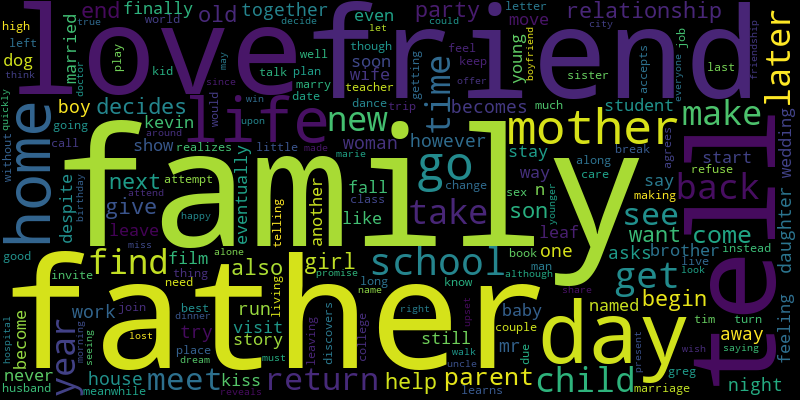 high
end
finally
old
together
party
even
letter
move
relationship
world
decide
could
city
later
love
friend
left
true
let
dog
think
married
doctor
play
kid
talk
may
since
well
plan
marry
date
though
soon
wife
teacher
getting
feel
keep
offer
young
boyfriend
sister
job
accepts
everyone
last
friendship
quickly
without
home
boy
decides
kevin
going
call
show
realizes
life
would
win
upon
around
little
made
new
dance
trip
marie
woman
time
becomes
however
much
student
mother
make
stay
along
care
break
agrees
say
making
start
refuse
wedding
tell
family
despite
birthday
next
attempt
give
attend
leave
miss
happy
eventually
telling
another
fall
class
like
go
change
take
way
sex
n
son
younger
leaf
see
back
want
come
daughter
good
invite
find
film
thing
need
alone
also
girl
promise
living
school
long
name
book
know
although
one
man
asks
brother
live
look
instead
get
share
feeling
father
day
year
become
work
join
best
dinner
run
visit
story
try
place
dream
lost
must
right
leaving
discovers
college
still
upset
walk
uncle
baby
couple
mr
due
named
begin
tim
turn
away
saying
present
wish
hospital
never
husband
morning
seeing
house
meanwhile
meet
kiss
reveals
return
help
parent
learns
child
marriage
greg
night